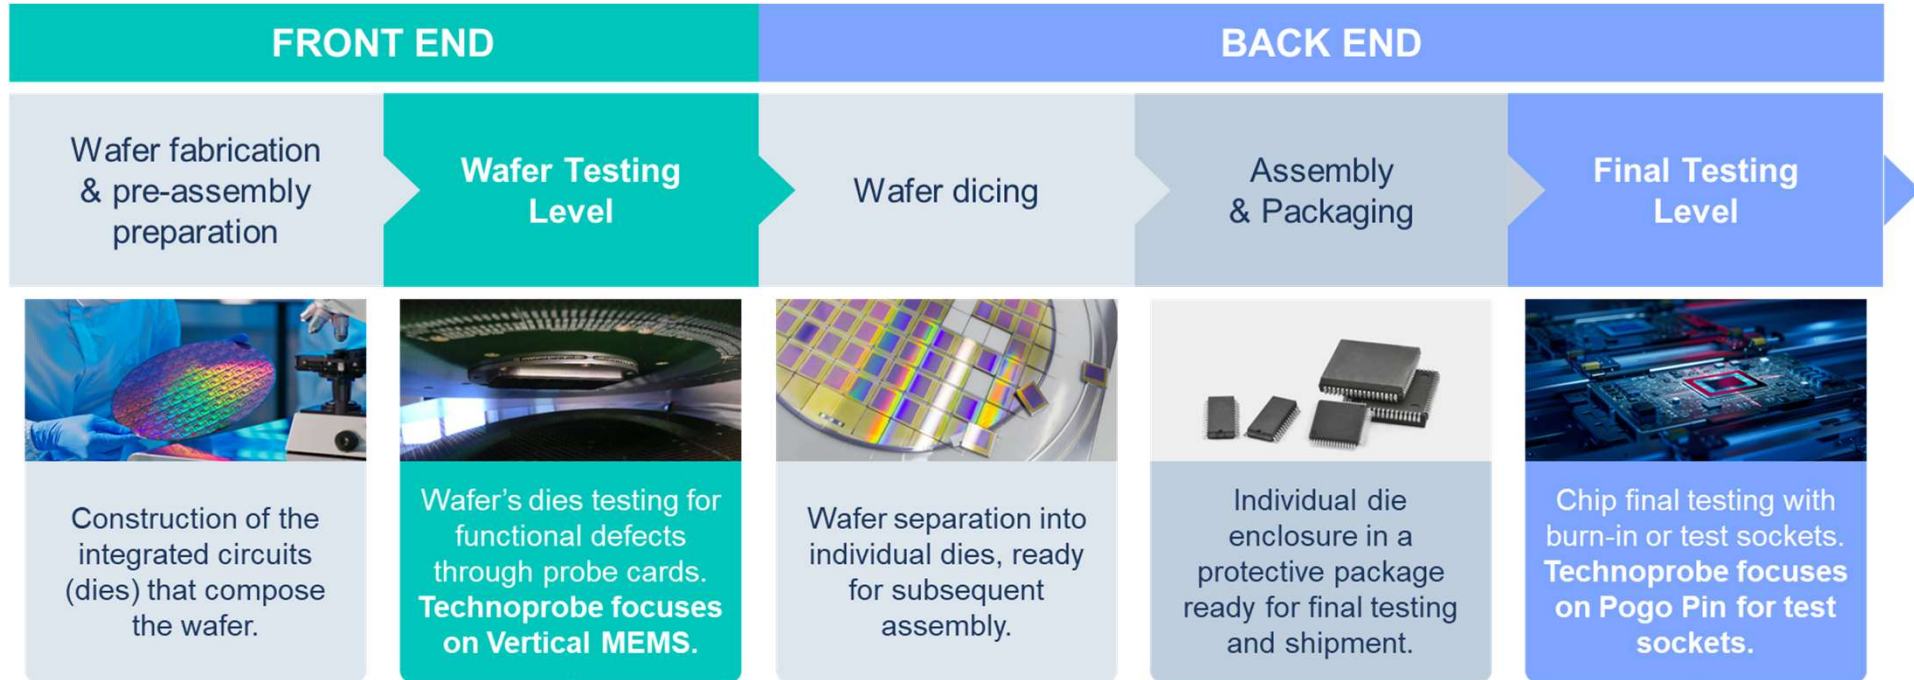 FRONT END
BACK END
Wafer fabrication
& pre-assembly
preparation
Wafer Testing
Level
Wafer dicing
Assembly
& Packaging
Final Testing
Level
Construction of the
integrated circuits
(dies) that compose
the wafer.
Wafer’s dies testing for
functional defects
through probe cards.
Technoprobe focuses
on Vertical MEMS.
Wafer separation into
individual dies, ready
for subsequent
assembly.
Individual die
enclosure in a
protective package
ready for final testing
and shipment.
Chip final testing with
burn-in or test sockets.
Technoprobe focuses
on Pogo Pin for test
sockets.